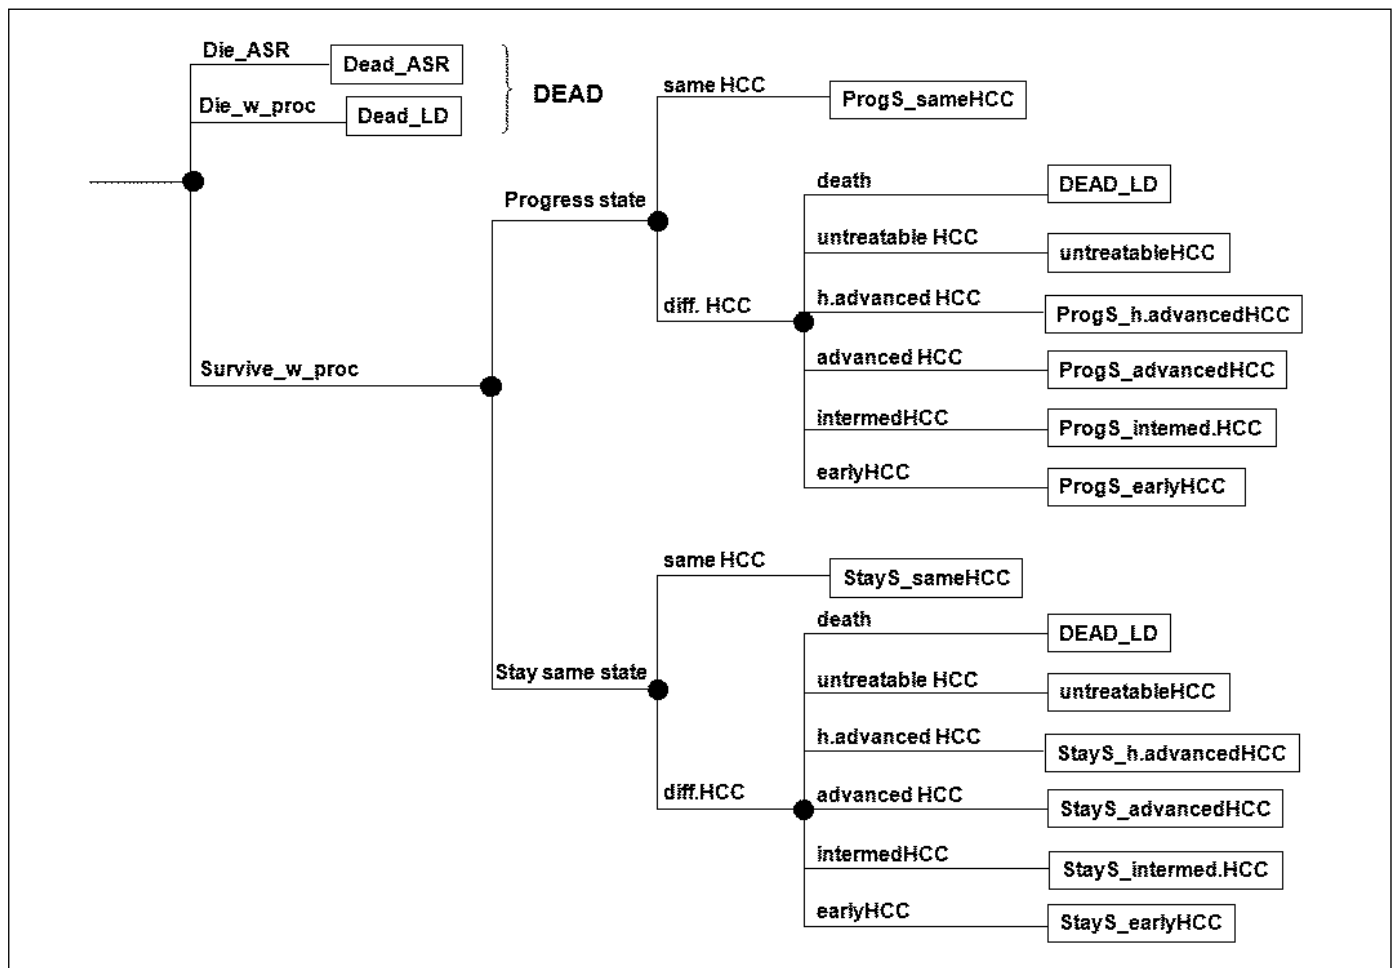 Die_ASR
Dead_ASR
Die_w_proc
Dead_LD
DEAD
Survive_w_proc
Progress state
same HCC
ProgS_sameHCC
diff. HCC
death
DEAD_LD
untreatable HCC
untreatableHCC
h.advanced HCC
ProgS_h.advancedHCC
advanced HCC
ProgS_advancedHCC
intermedHCC
ProgS_intemed.HCC
earlyHCC
ProgS_earlyHCC
Stay same state
same HCC
StayS_sameHCC
diff.HCC
death
DEAD_LD
untreatable HCC
untreatableHCC
h.advanced HCC
StayS_h.advancedHCC
advanced HCC
StayS_advancedHCC
intermedHCC
StayS_intermed.HCC
earlyHCC
StayS_earlyHCC